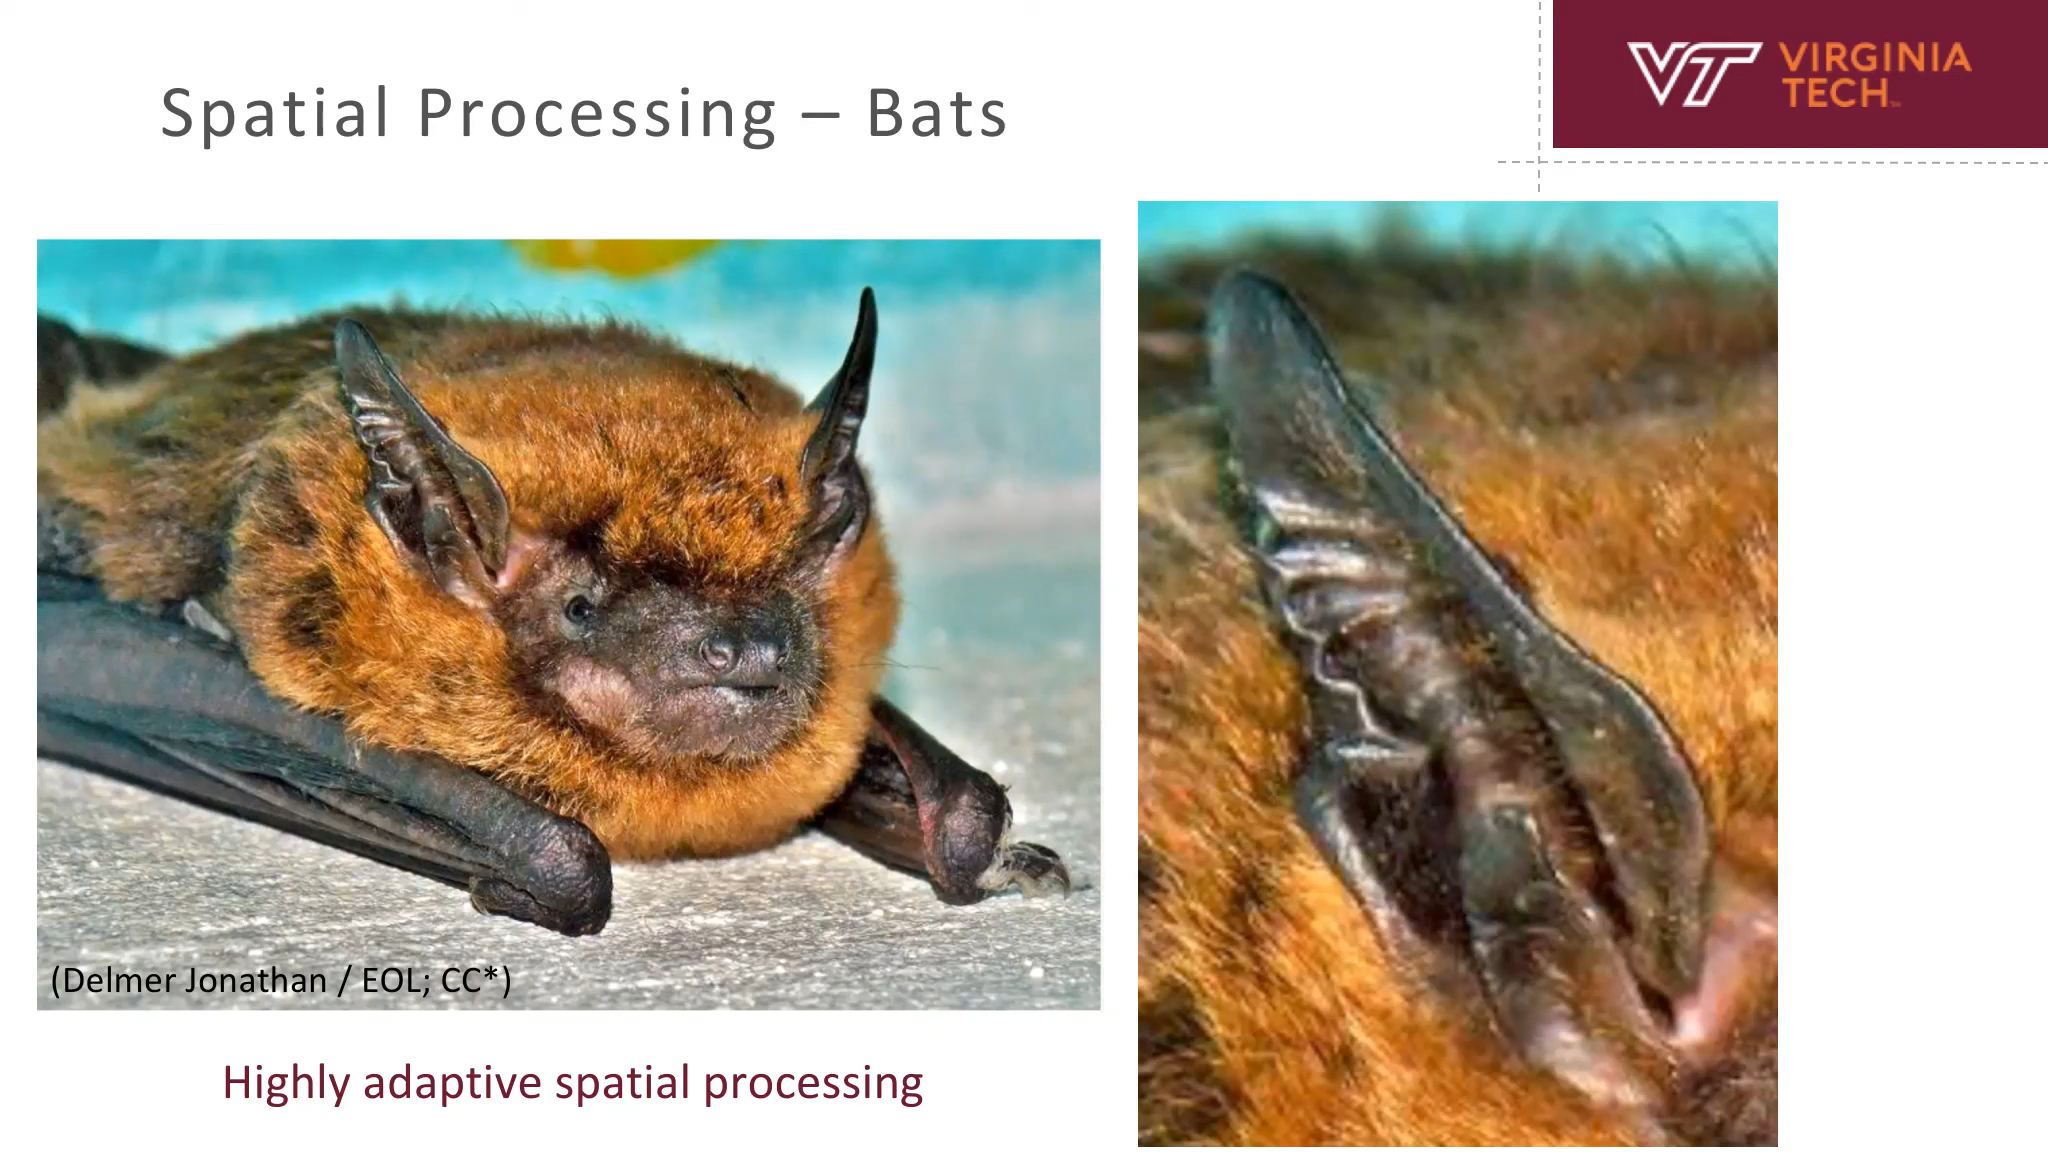 Spatial Processing – Bats
VIRGINIA
TECH
(Delmer Jonathan / EOL; CC*)
Highly adaptive spatial processing